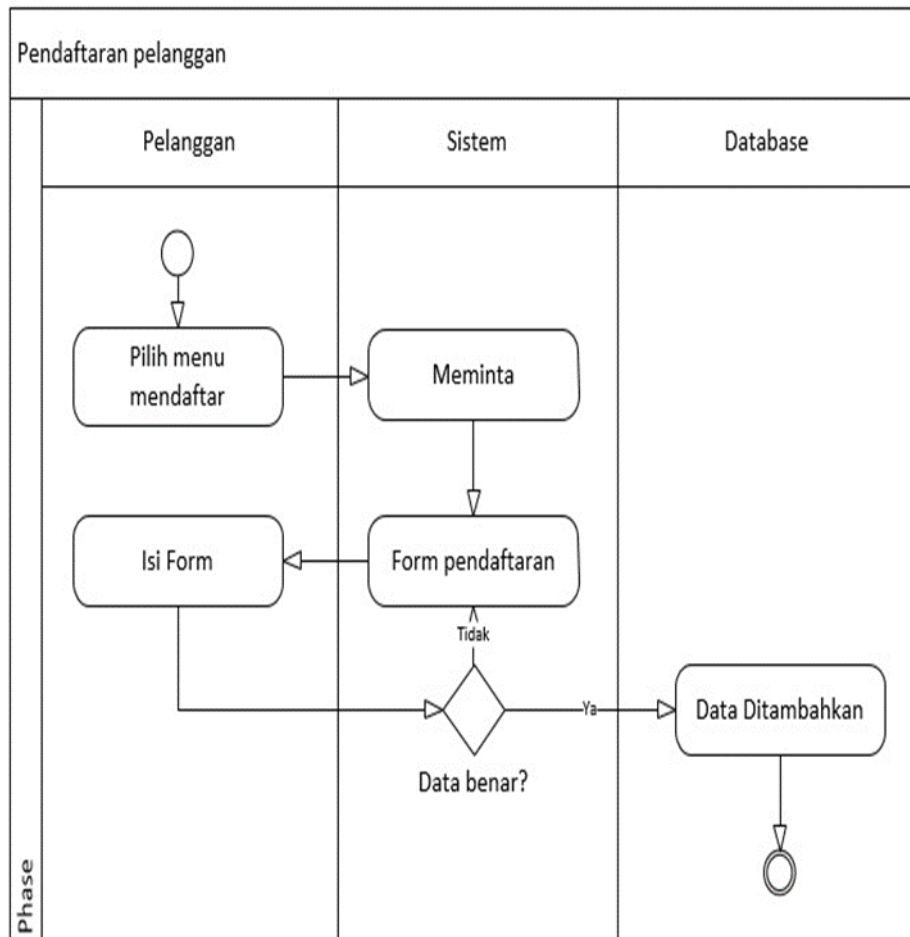 Pendaftaran pelanggan
Pelanggan
Sistem
Database
Pilih menu
mendaftar
Meminta
Isi Form
Form pendaftaran
Tidak
Ya
Data Ditambahkan
Data benar?
Phase